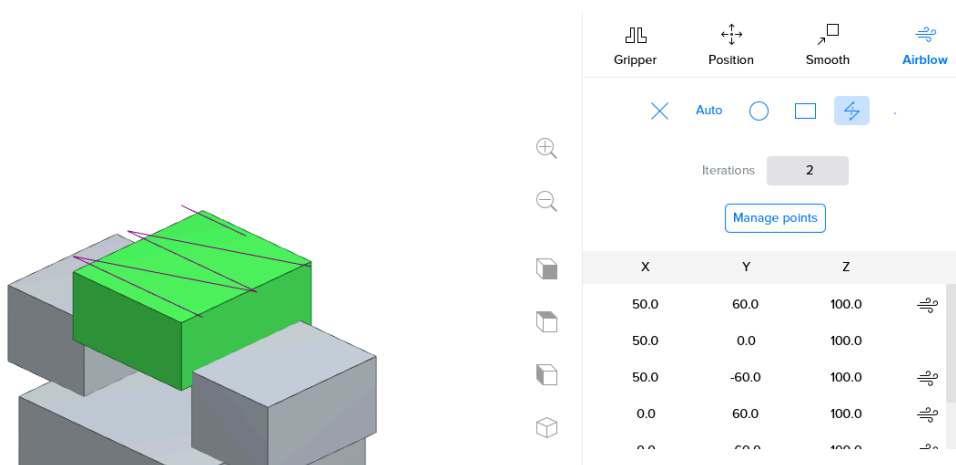 Gripper Position Smooth Airblow
Auto
Iterations 2
Manage points
X Y Z
50.0 60.0 100.0
50.0 0.0 100.0
50.0 -60.0 100.0
0.0 60.0 100.0